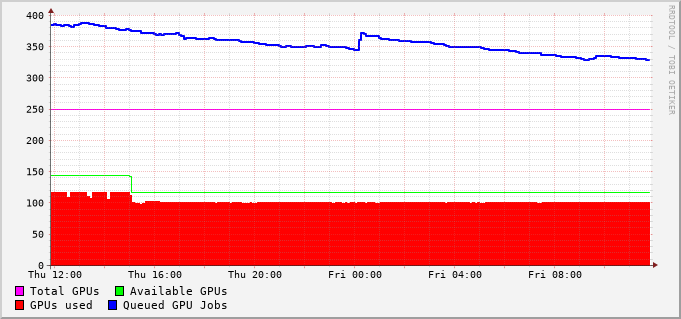 400
350
300
250
200
150
100
50
0
Thu 12:00 Thu 16:00 Thu 20:00 Fri 00:00 Fri 04:00 Fri 08:00
Total GPUs Available GPUs
GPUs used Queued GPU Jobs
RRDTOOL / TOBI OETIKER